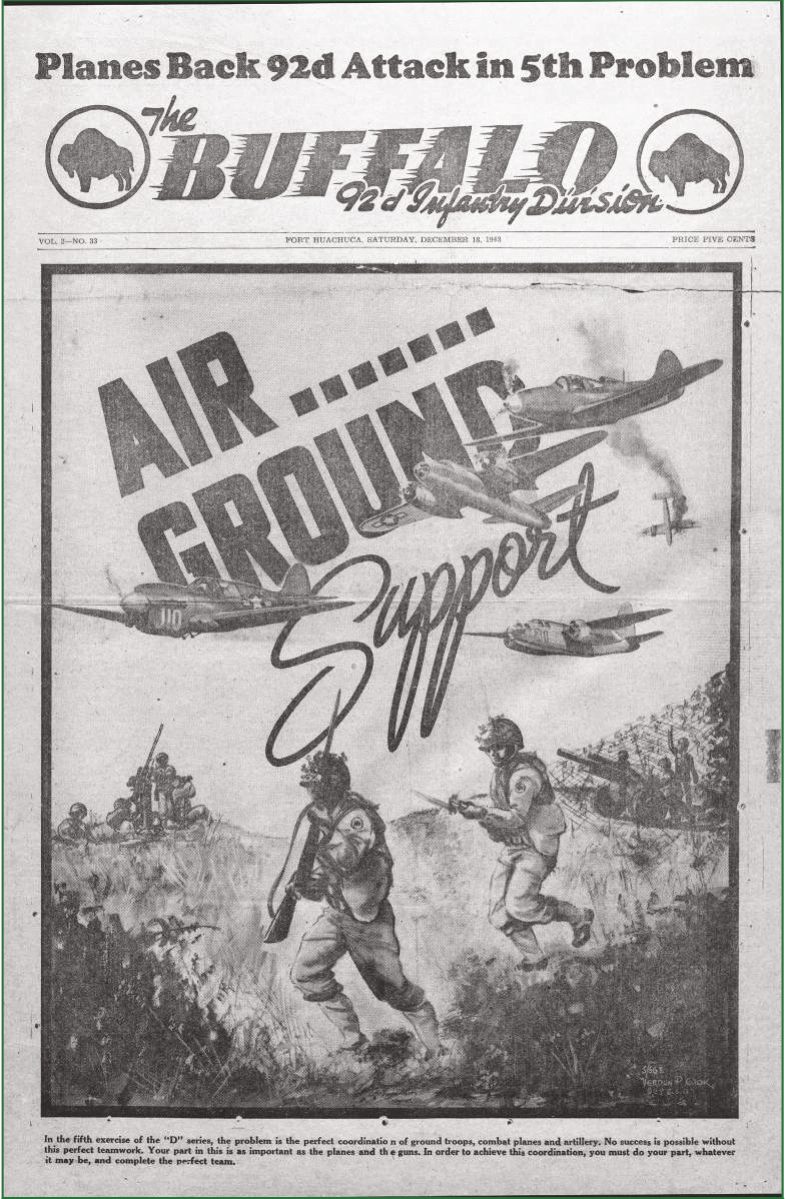 Planes Back 92d Attack in 5th Problem
The
BUFFALO
92d Infantry Division
VOL. 2—NO. 33 FORT HUACHUCA, SATURDAY, DECEMBER 18, 1943 PRICE FIVE CENTS
AIR.......
GROUND
Support
110
S/SGT
VERDUN P. COOK
In the fifth exercise of the "D" series, the problem is the perfect coordination of ground troops, combat planes and artillery. No success is possible without
this perfect teamwork. Your part in this is as important as the planes and the guns. In order to achieve this coordination, you must do your part, whatever
it may be, and complete the perfect team.